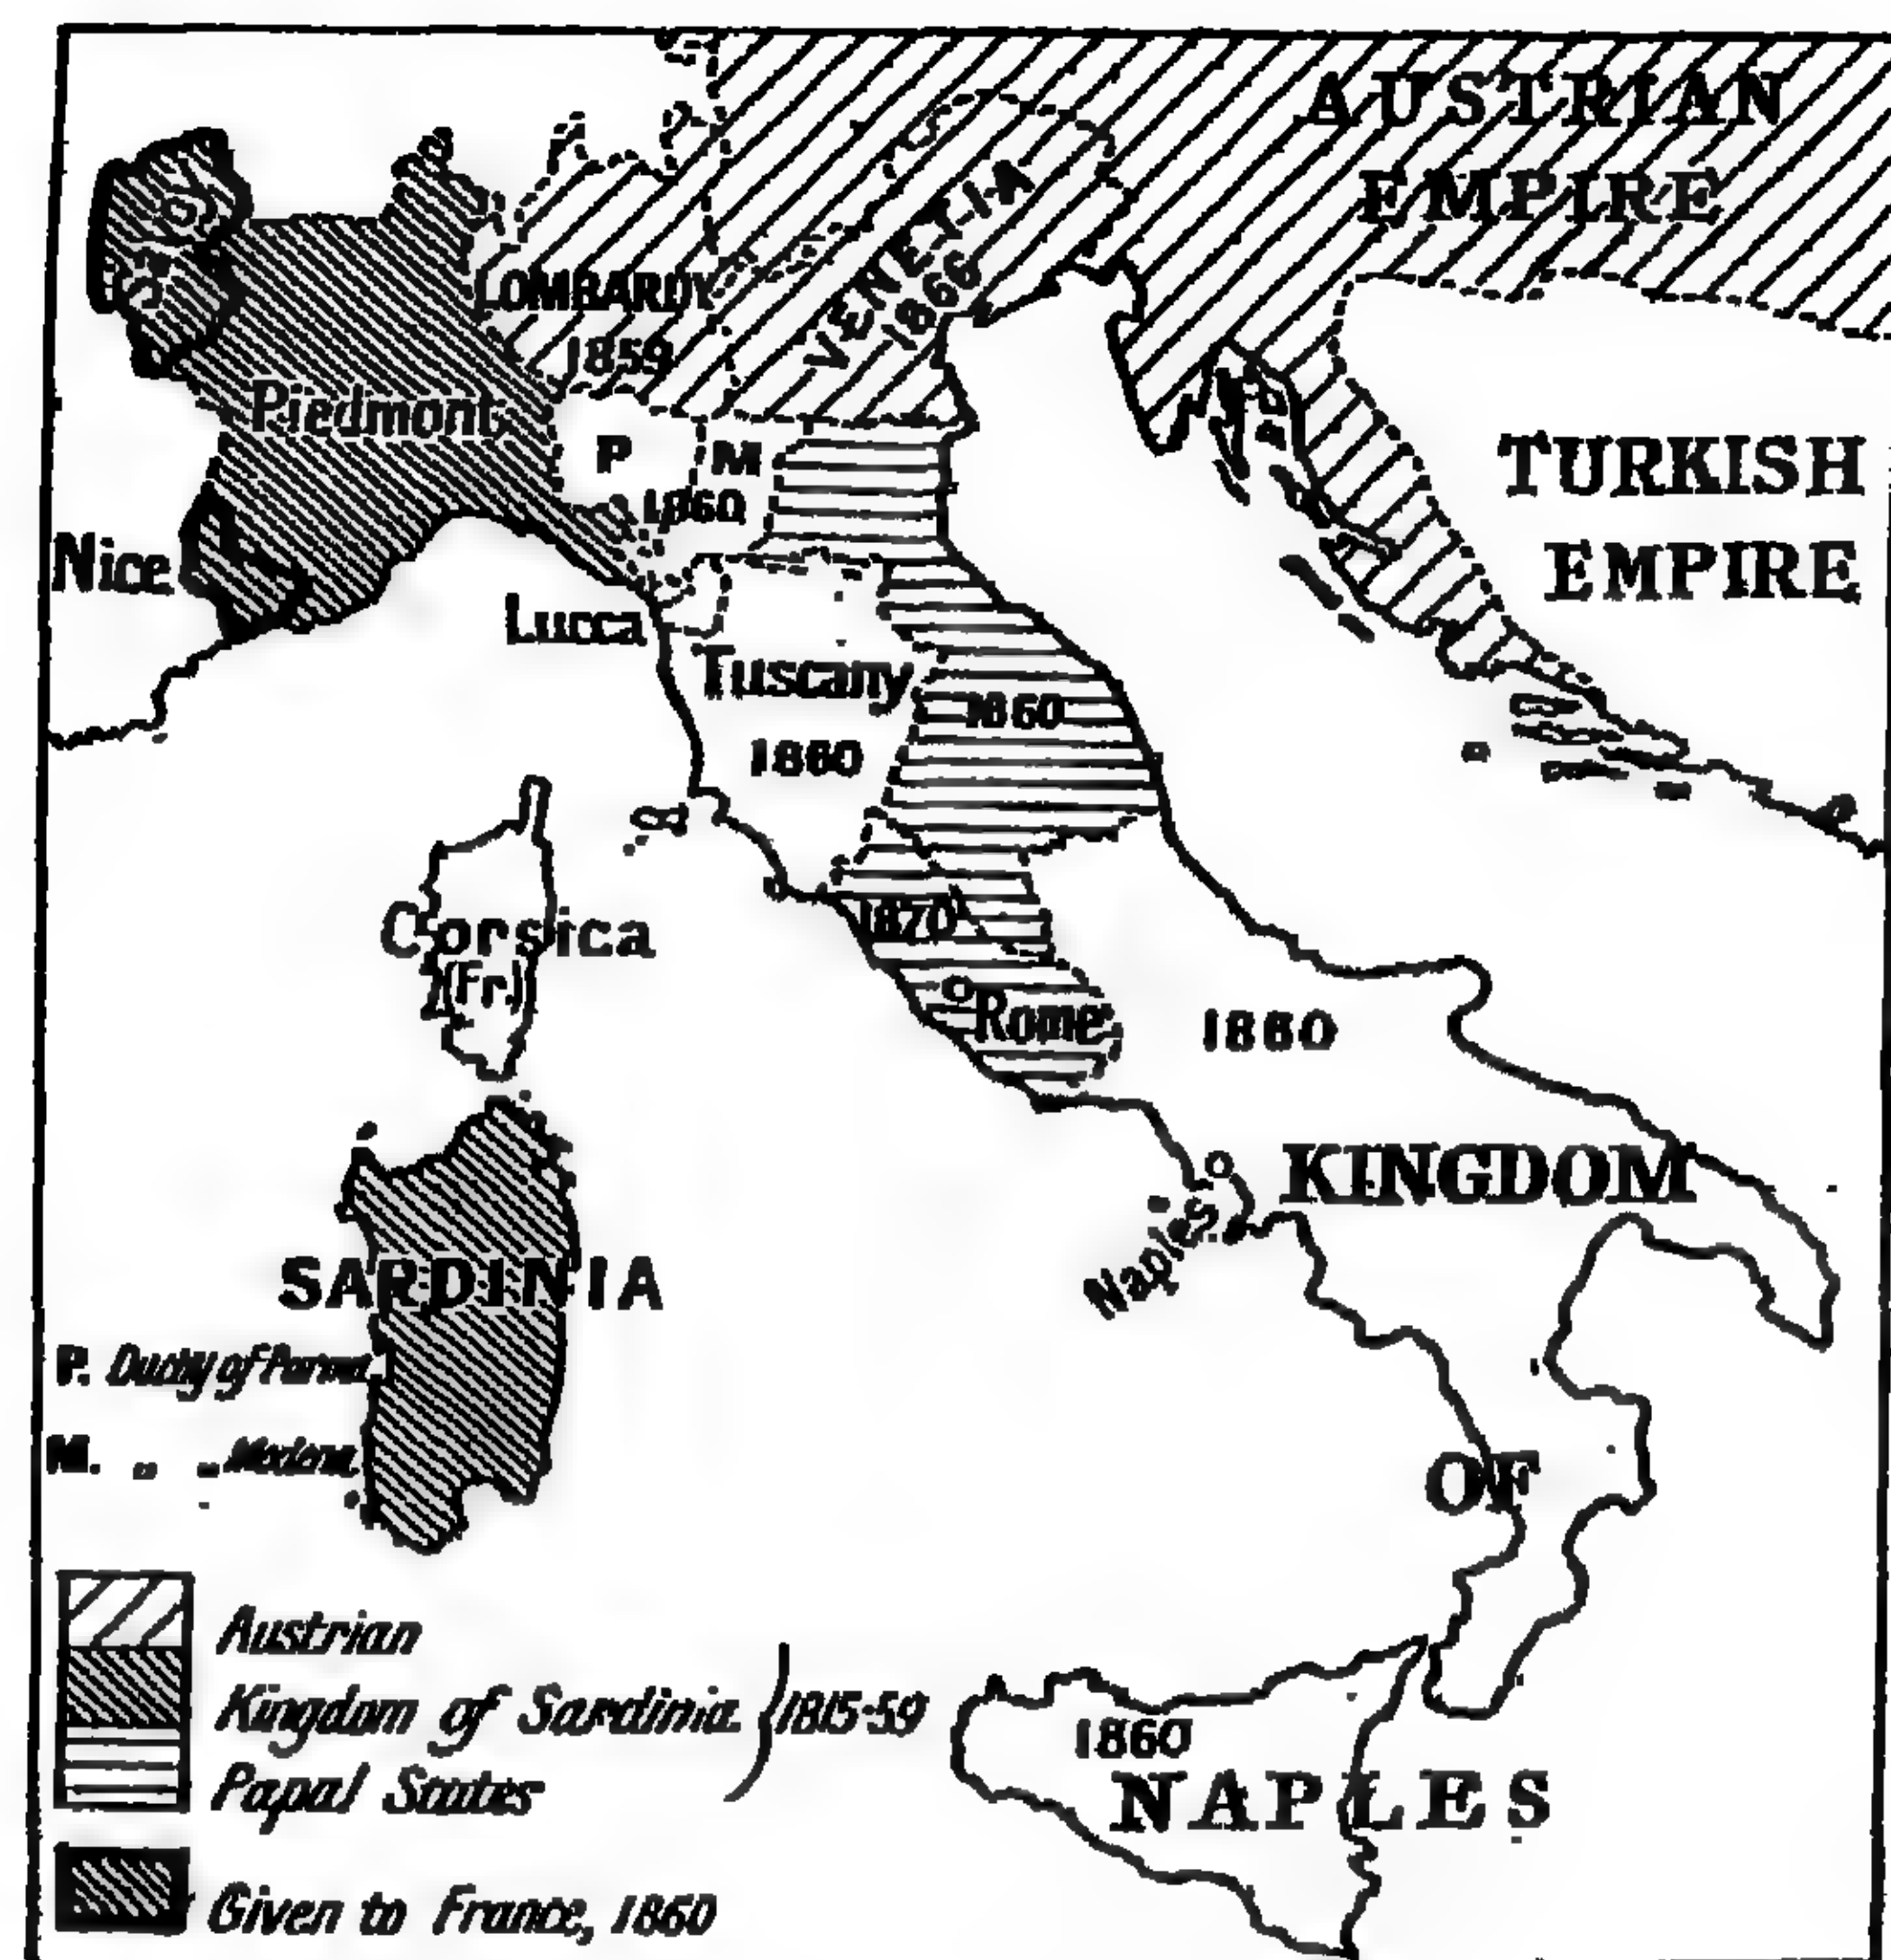 AUSTRIAN
EMPIRE
SAVOY
VENETIA
1866
LOMBARDY
1859
Piedmont
P
M
1860
TURKISH
EMPIRE
Nice
Lucca
Tuscany
1860
1860
Corsica
(Fr.)
1870
Rome
1860
KINGDOM
Naples
SARDINIA
P. Duchy of Parma
M. " " Modena
OF
Austrian
Kingdom of Sardinia
1815-59
Papal States
1860
NAPLES
Given to France, 1860